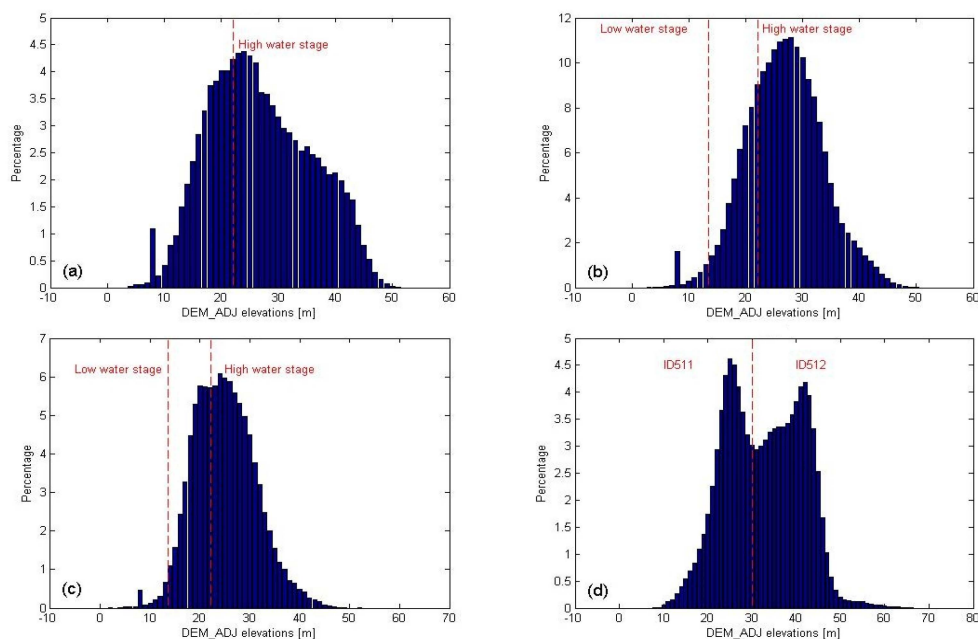 5
4.5
4
3.5
3
2.5
2
1.5
1
0.5
0
High water stage
(a)
-10 0 10 20 30 40 50 60
DEM_ADJ elevations [m]
Percentage
12
10
8
6
4
2
0
Low water stage High water stage
(b)
-10 0 10 20 30 40 50 60
DEM_ADJ elevations [m]
Percentage
7
6
5
4
3
2
1
0
Low water stage High water stage
(c)
-10 0 10 20 30 40 50 60 70
DEM_ADJ elevations [m]
Percentage
5
4.5
4
3.5
3
2.5
2
1.5
1
0.5
0
ID511 ID512
(d)
-10 0 10 20 30 40 50 60 70 80
DEM_ADJ elevations [m]
Percentage